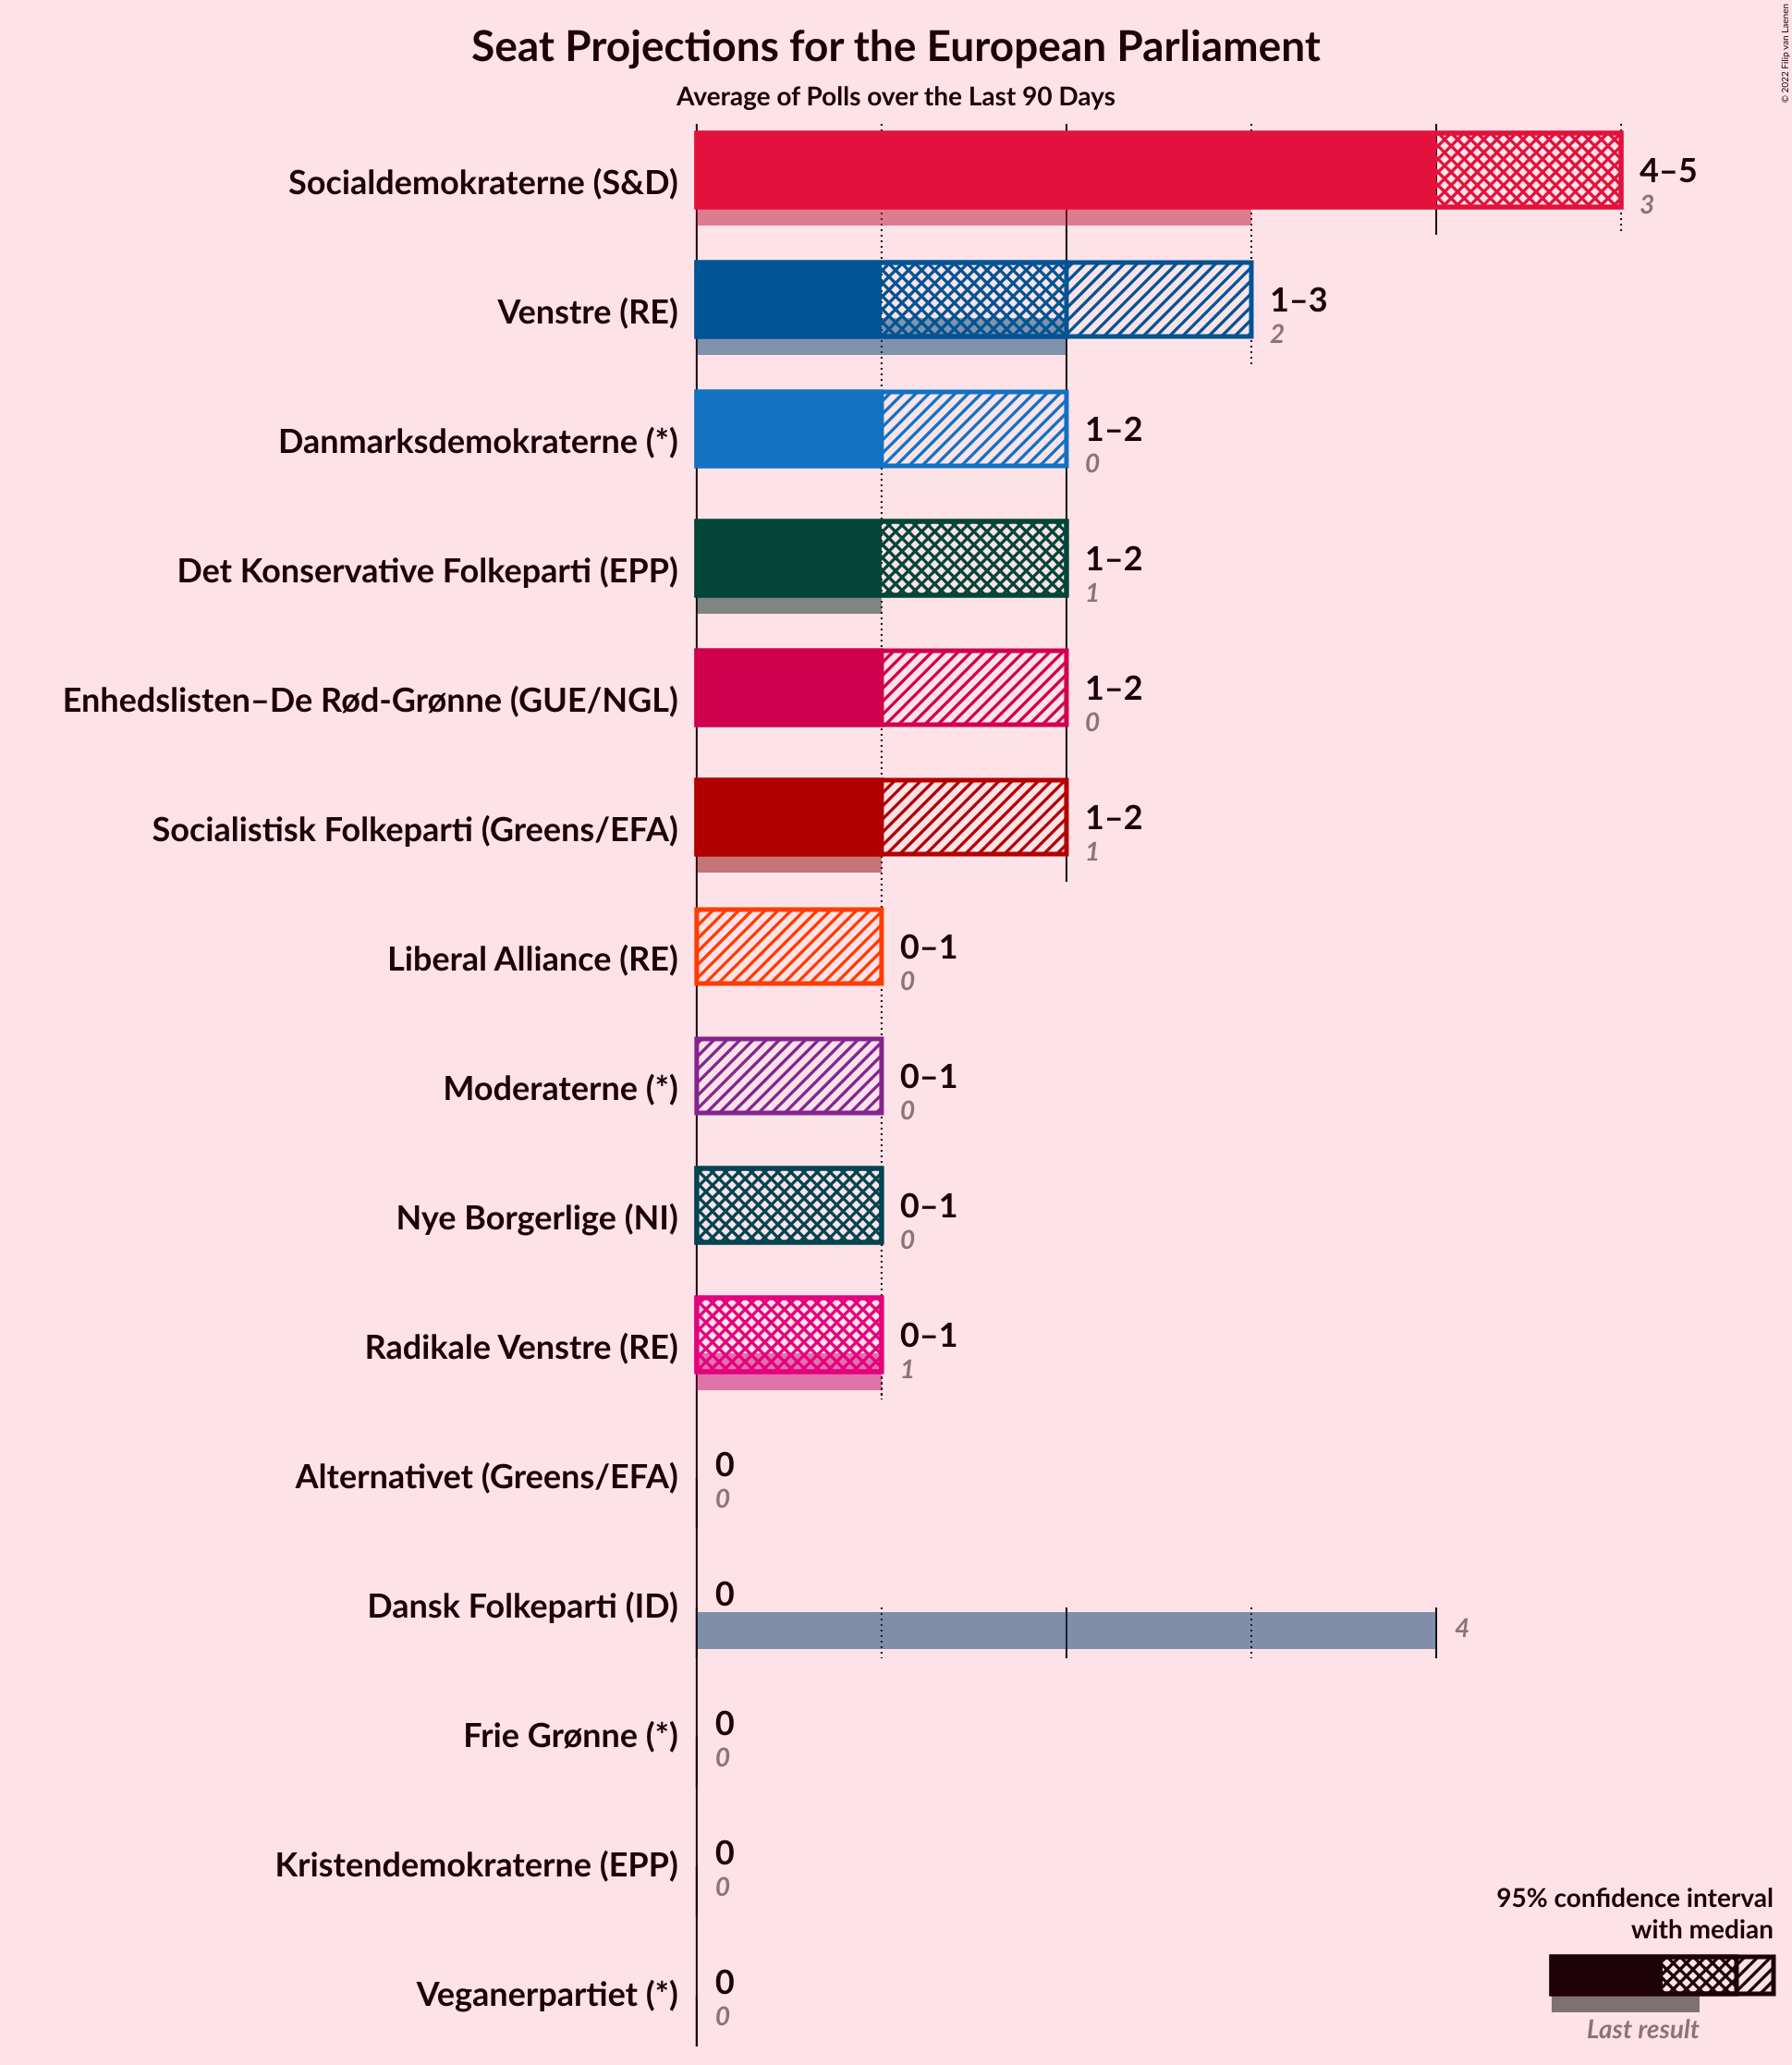 Seat Projections for the European Parliament
Average of Polls over the Last 90 Days
© 2022 Filip van Laenen
Socialdemokraterne (S&D)
4–5
3
Venstre (RE)
1–3
2
Danmarksdemokraterne (*)
1–2
0
Det Konservative Folkeparti (EPP)
1–2
1
Enhedslisten–De Rød-Grønne (GUE/NGL)
1–2
0
Socialistisk Folkeparti (Greens/EFA)
1–2
1
Liberal Alliance (RE)
0–1
0
Moderaterne (*)
0–1
0
Nye Borgerlige (NI)
0–1
0
Radikale Venstre (RE)
0–1
1
Alternativet (Greens/EFA)
0
0
Dansk Folkeparti (ID)
0
4
Frie Grønne (*)
0
0
Kristendemokraterne (EPP)
0
0
Veganerpartiet (*)
0
0
95% confidence interval
with median
Last result